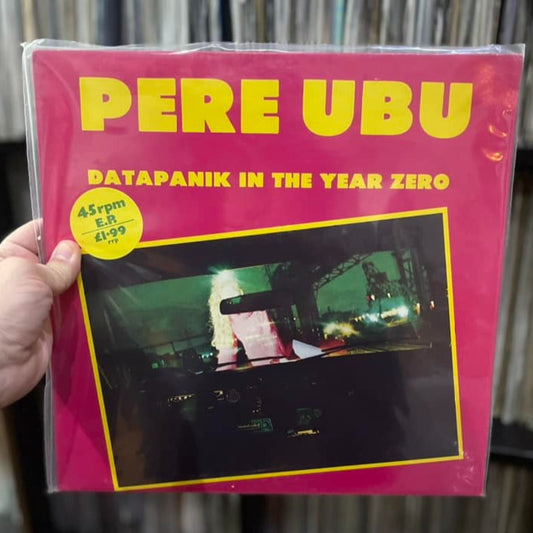 PERE UBU
DATAPANIK IN THE YEAR ZERO
45rpm
E.P.
£1·99
rrp